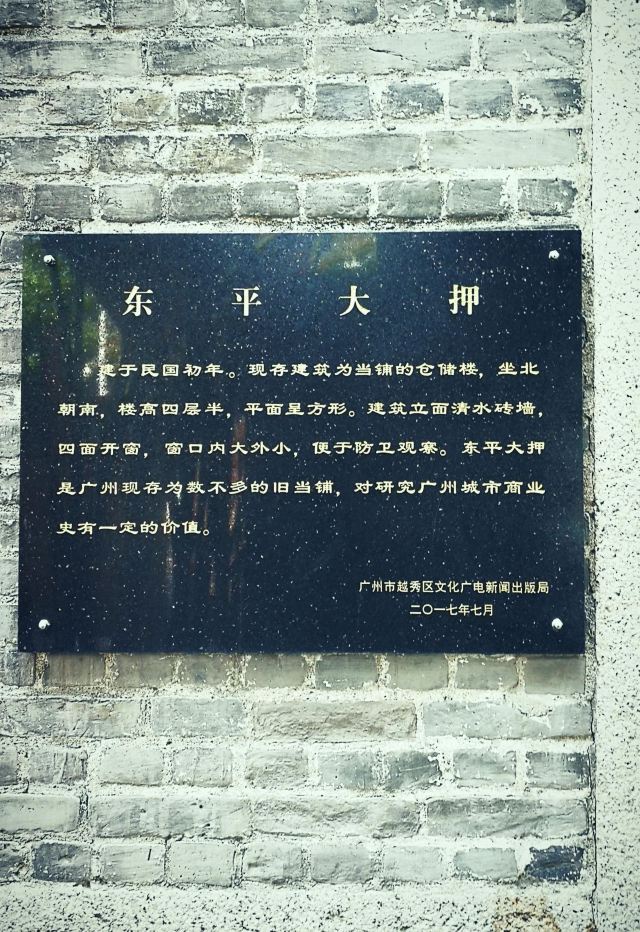 东平大押
建于民国初年。现存建筑为当铺的仓储楼，坐北
朝南，楼高四层半，平面呈方形。建筑立面清水砖墙，
四面开窗，窗口内大外小，便于防卫观察。东平大押
是广州现存为数不多的旧当铺，对研究广州城市商业
史有一定的价值。
广州市越秀区文化广电新闻出版局
二〇一七年七月